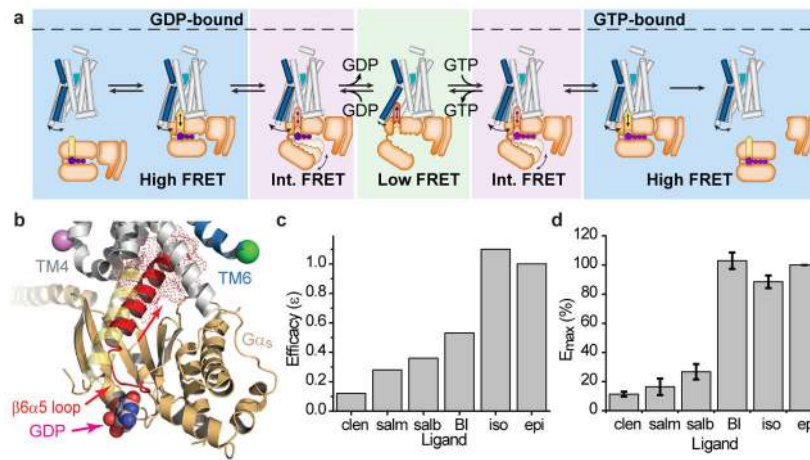 a
GDP-bound
GTP-bound
GDP
GTP
GDP
GTP
High FRET
Int. FRET
Low FRET
Int. FRET
High FRET
b
TM4
TM6
Gαs
β6α5 loop
GDP
c
Efficacy (ε)
1.0
0.8
0.6
0.4
0.2
0.0
clen salm salb BI iso epi
Ligand
d
Emax (%)
120
100
80
60
40
20
0
clen salm salb BI iso epi
Ligand